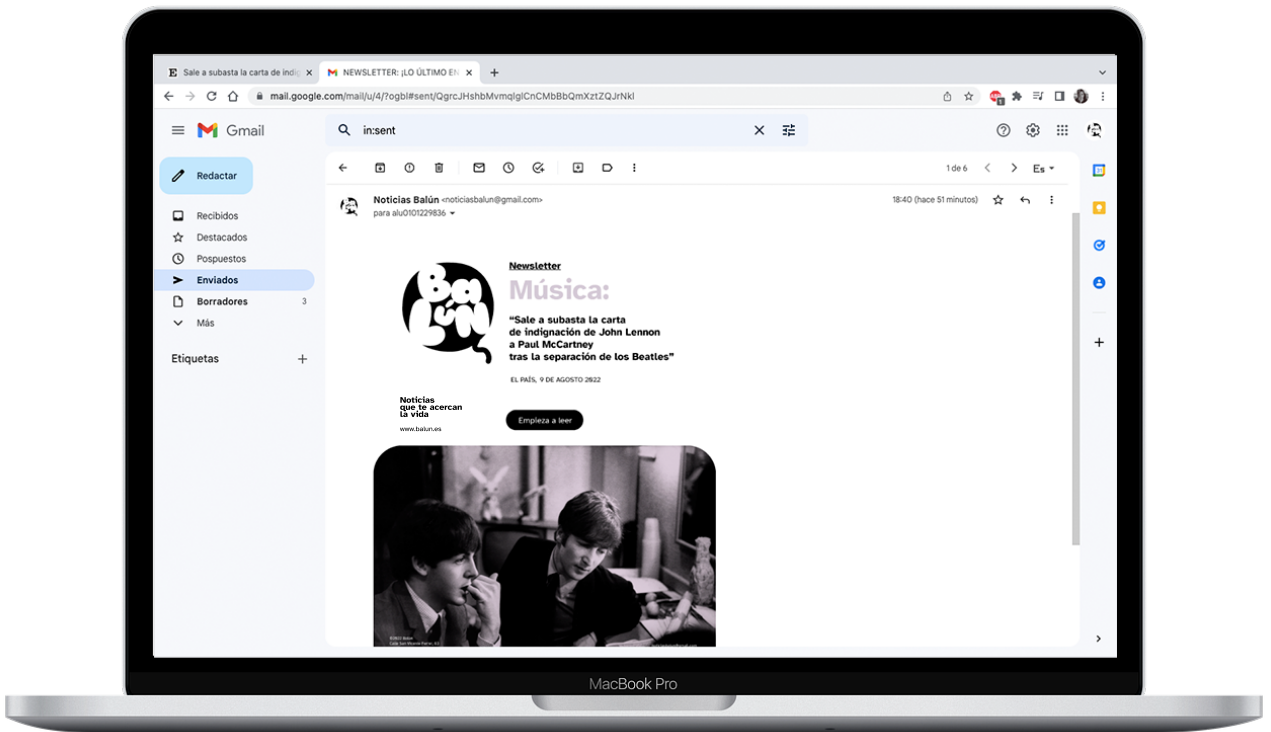 Sale a subasta la carta de indig
NEWSLETTER: ¡LO ÚLTIMO EN
mail.google.com/mail/u/4/?ogbl#sent/QgrcJHshbMvmqlglCnCMbBbQmXztZQJrNkl
Gmail
in:sent
Redactar
1 de 6
Es
Recibidos
Destacados
Pospuestos
Enviados
Borradores 3
Más
Etiquetas
Noticias Balún <noticiasbalun@gmail.com>
18:40 (hace 51 minutos)
para alu0101229836
Balún
Newsletter
Música:
“Sale a subasta la carta
de indignación de John Lennon
a Paul McCartney
tras la separación de los Beatles”
EL PAÍS, 9 DE AGOSTO 2022
Noticias
que te acercan
la vida
www.balun.es
Empieza a leer
MacBook Pro